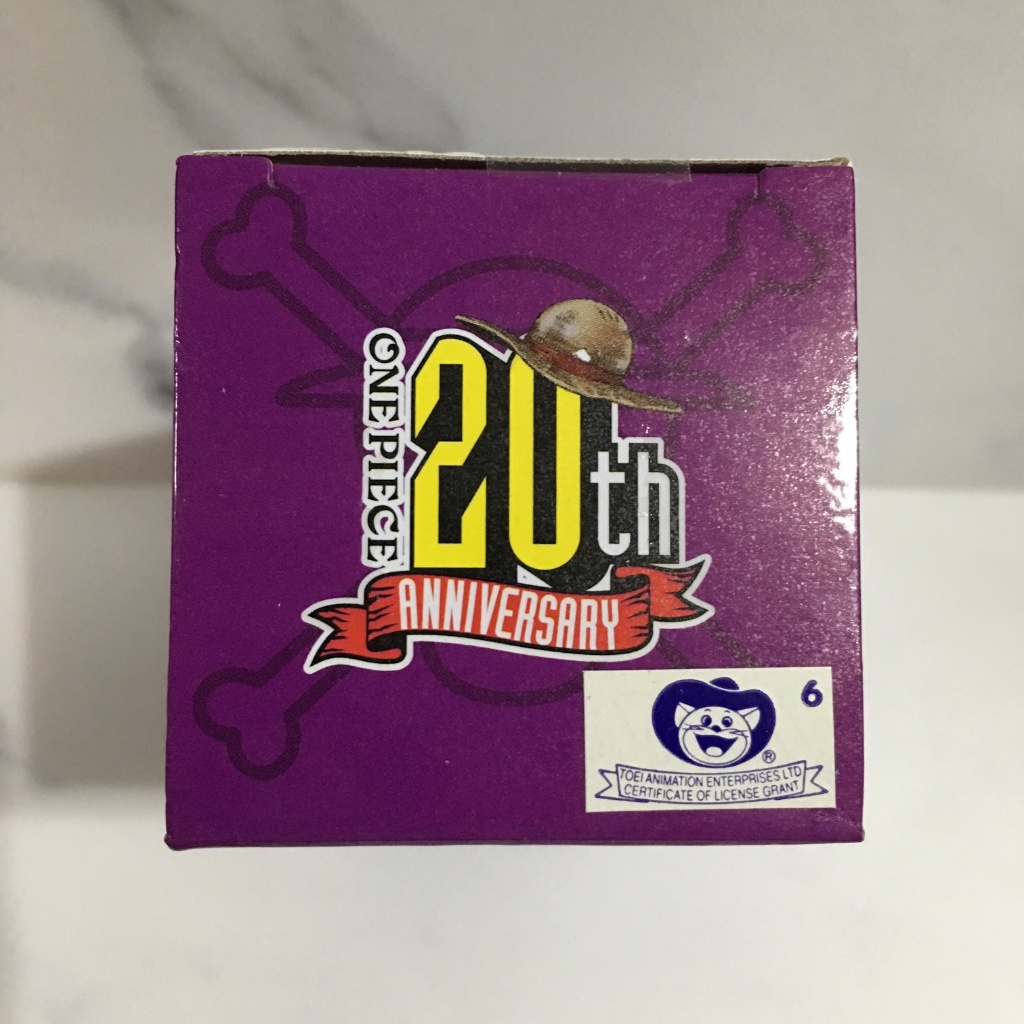 ONE PIECE
20th
ANNIVERSARY
6
®
TOEI ANIMATION ENTERPRISES LTD
CERTIFICATE OF LICENSE GRANT